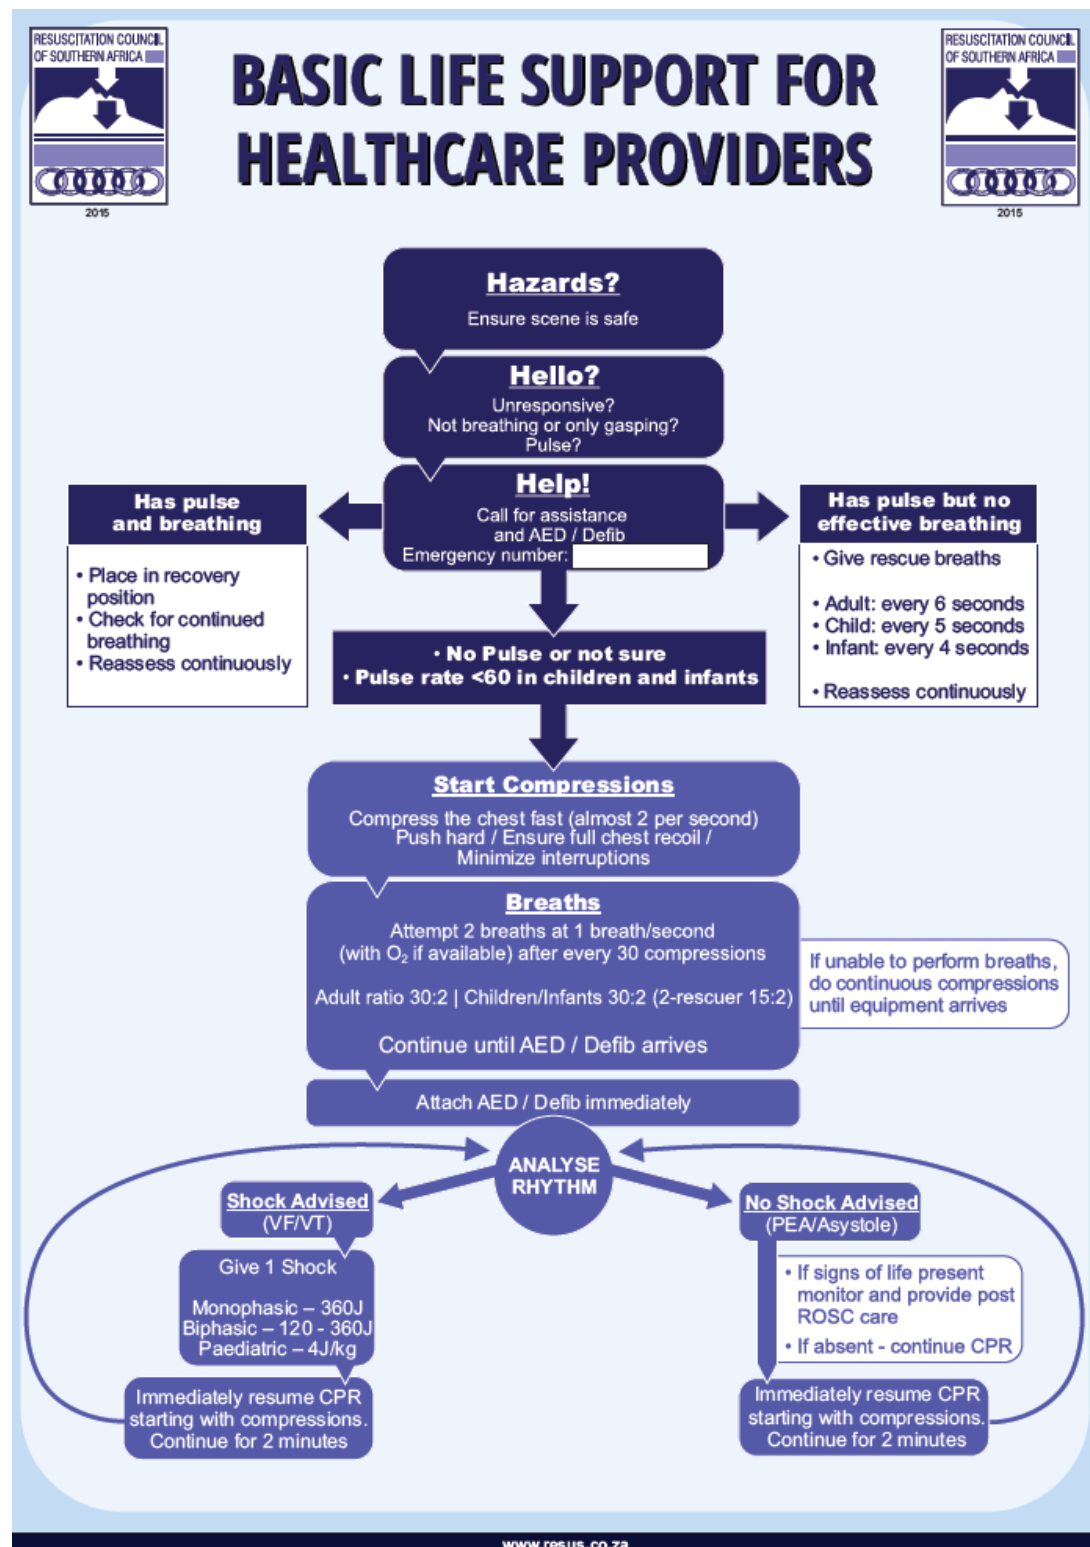 RESUSCITATION COUNCIL
OF SOUTHERN AFRICA
2015
BASIC LIFE SUPPORT FOR
HEALTHCARE PROVIDERS
RESUSCITATION COUNCIL
OF SOUTHERN AFRICA
2015
Hazards?
Ensure scene is safe
Hello?
Unresponsive?
Not breathing or only gasping?
Pulse?
Help!
Call for assistance
and AED / Defib
Emergency number:
Has pulse
and breathing
• Place in recovery
position
• Check for continued
breathing
• Reassess continuously
Has pulse but no
effective breathing
• Give rescue breaths
• Adult: every 6 seconds
• Child: every 5 seconds
• Infant: every 4 seconds
• Reassess continuously
• No Pulse or not sure
• Pulse rate <60 in children and infants
Start Compressions
Compress the chest fast (almost 2 per second)
Push hard / Ensure full chest recoil /
Minimize interruptions
Breaths
Attempt 2 breaths at 1 breath/second
(with O₂ if available) after every 30 compressions
Adult ratio 30:2 | Children/Infants 30:2 (2-rescuer 15:2)
Continue until AED / Defib arrives
If unable to perform breaths,
do continuous compressions
until equipment arrives
Attach AED / Defib immediately
ANALYSE
RHYTHM
Shock Advised
(VF/VT)
Give 1 Shock
Monophasic – 360J
Biphasic – 120 - 360J
Paediatric – 4J/kg
Immediately resume CPR
starting with compressions.
Continue for 2 minutes
No Shock Advised
(PEA/Asystole)
• If signs of life present
monitor and provide post
ROSC care
• If absent - continue CPR
Immediately resume CPR
starting with compressions.
Continue for 2 minutes
www.resus.co.za